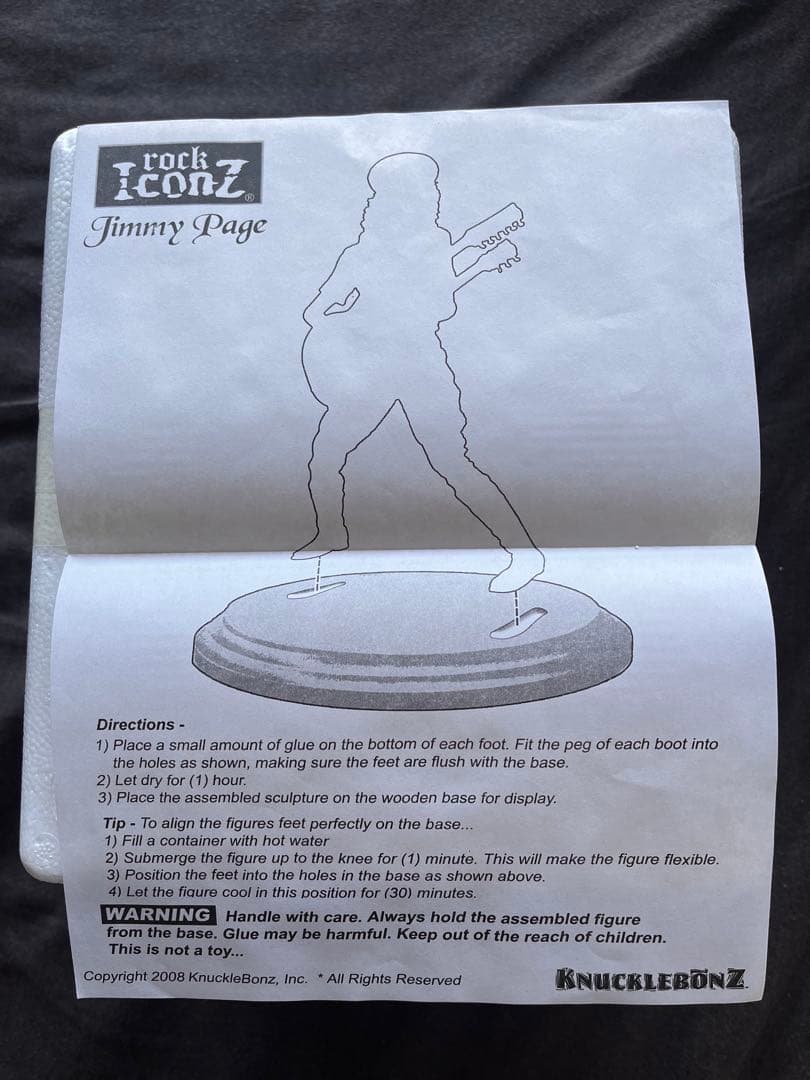 rock
Iconz®
Jimmy Page
Directions -
1) Place a small amount of glue on the bottom of each foot. Fit the peg of each boot into
the holes as shown, making sure the feet are flush with the base.
2) Let dry for (1) hour.
3) Place the assembled sculpture on the wooden base for display.
Tip - To align the figures feet perfectly on the base...
1) Fill a container with hot water
2) Submerge the figure up to the knee for (1) minute. This will make the figure flexible.
3) Position the feet into the holes in the base as shown above.
4) Let the figure cool in this position for (30) minutes.
WARNING Handle with care. Always hold the assembled figure
from the base. Glue may be harmful. Keep out of the reach of children.
This is not a toy...
Copyright 2008 KnuckleBonz, Inc. * All Rights Reserved
KNUCKLEBŌNZ